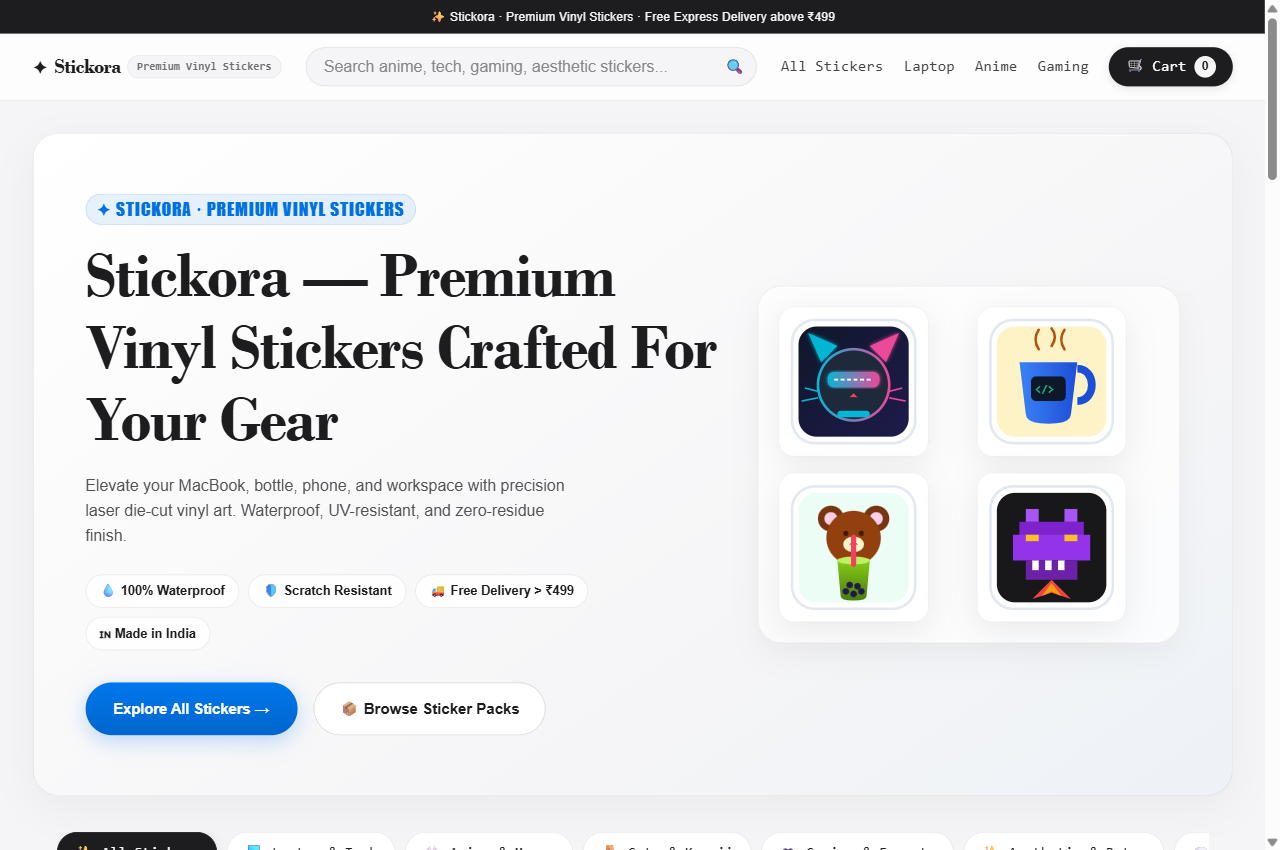 ✨ Stickora · Premium Vinyl Stickers · Free Express Delivery above ₹499
✦ Stickora Premium Vinyl Stickers
Search anime, tech, gaming, aesthetic stickers...
All Stickers Laptop Anime Gaming
🛒 Cart 0
✦ STICKORA · PREMIUM VINYL STICKERS
Stickora — Premium
Vinyl Stickers Crafted For
Your Gear
Elevate your MacBook, bottle, phone, and workspace with precision
laser die-cut vinyl art. Waterproof, UV-resistant, and zero-residue
finish.
💧 100% Waterproof
🛡️ Scratch Resistant
🚚 Free Delivery > ₹499
IN Made in India
Explore All Stickers →
📦 Browse Sticker Packs
</>